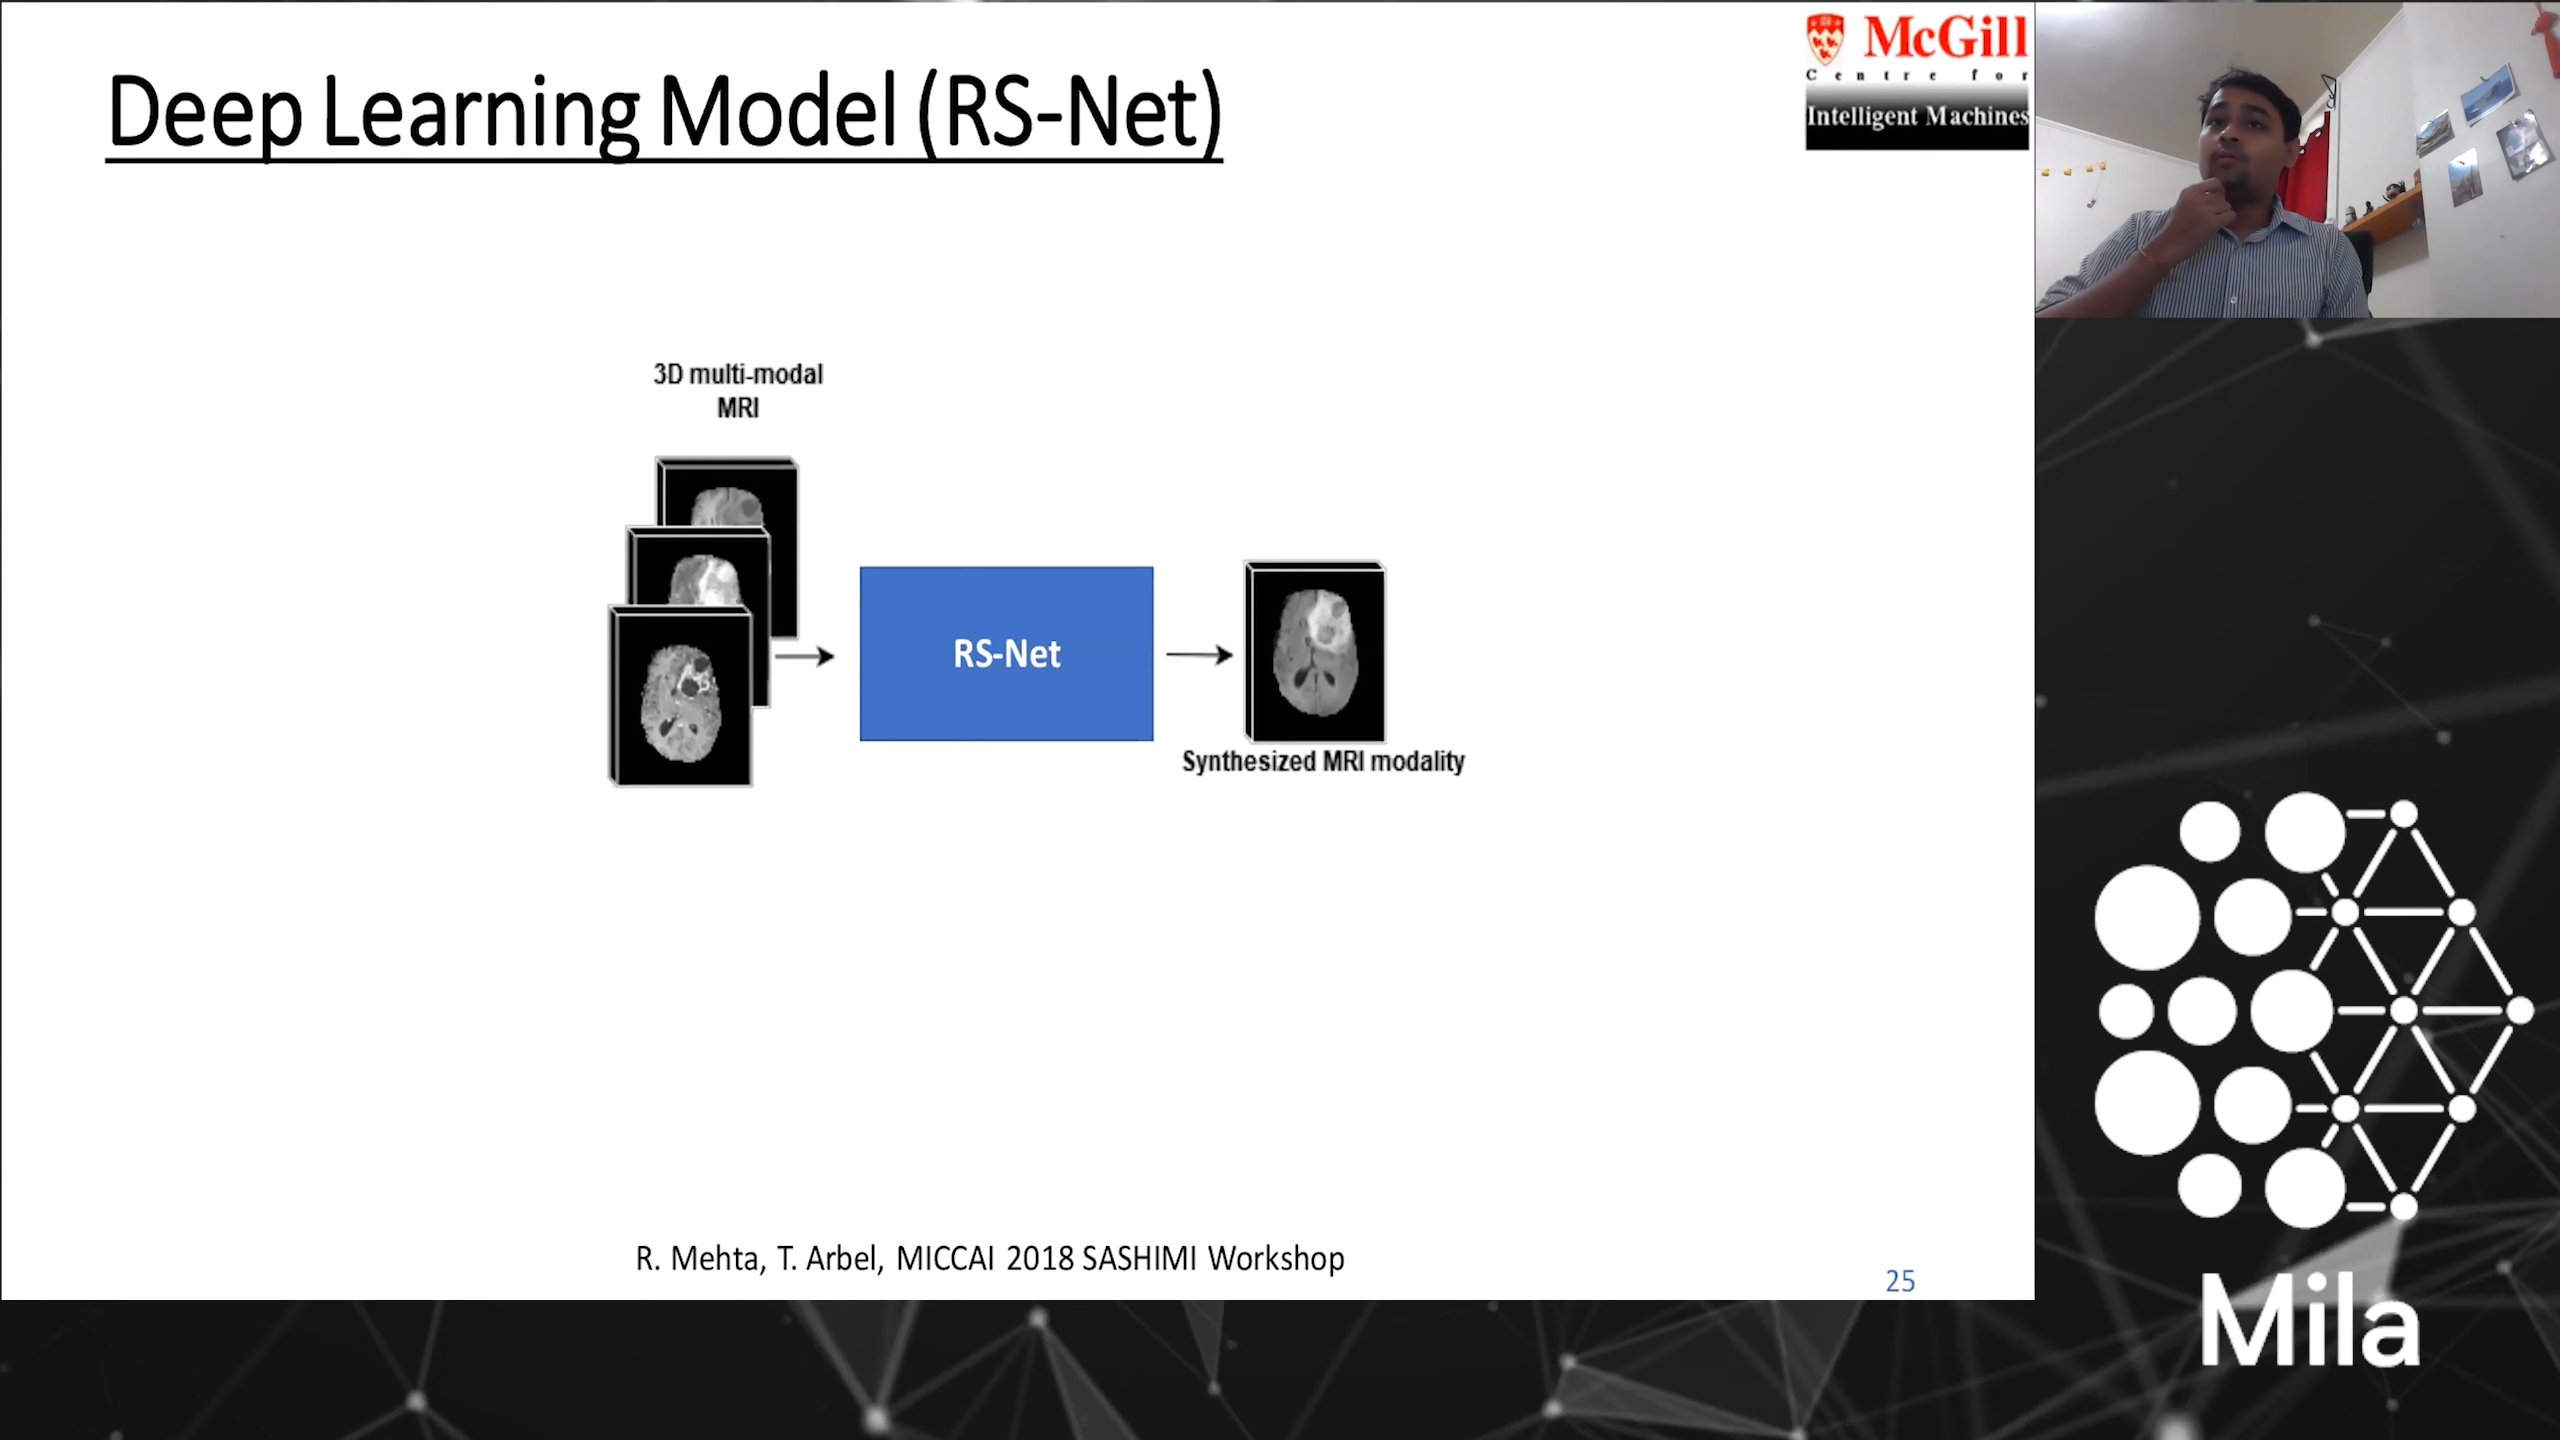 Deep Learning Model (RS-Net)
McGill
Centre for
Intelligent Machines
3D multi-modal
MRI
RS-Net
Synthesized MRI modality
R. Mehta, T. Arbel, MICCAI 2018 SASHIMI Workshop
25
Mila